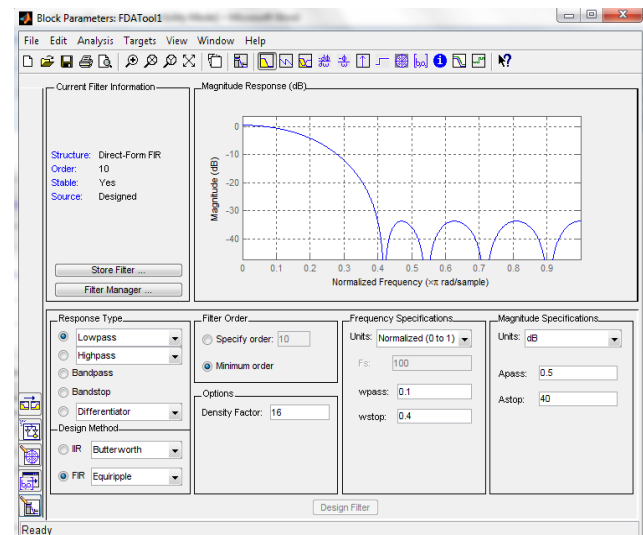 Block Parameters: FDATool1
File Edit Analysis Targets View Window Help
Current Filter Information
Structure: Direct-Form FIR
Order: 10
Stable: Yes
Source: Designed
Store Filter ...
Filter Manager ...
Magnitude Response (dB)
Magnitude (dB)
0
-10
-20
-30
-40
0 0.1 0.2 0.3 0.4 0.5 0.6 0.7 0.8 0.9
Normalized Frequency (×π rad/sample)
Response Type
Lowpass
Highpass
Bandpass
Bandstop
Differentiator
Design Method
IIR Butterworth
FIR Equiripple
Filter Order
Specify order: 10
Minimum order
Options
Density Factor: 16
Frequency Specifications
Units: Normalized (0 to 1)
Fs: 100
wpass: 0.1
wstop: 0.4
Magnitude Specifications
Units: dB
Apass: 0.5
Astop: 40
Design Filter
Ready